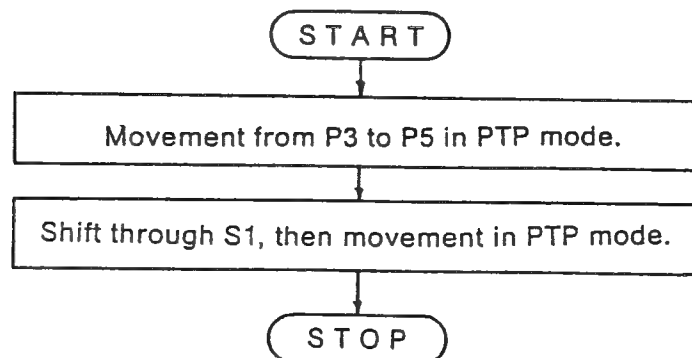 START
Movement from P3 to P5 in PTP mode.
Shift through S1, then movement in PTP mode.
STOP